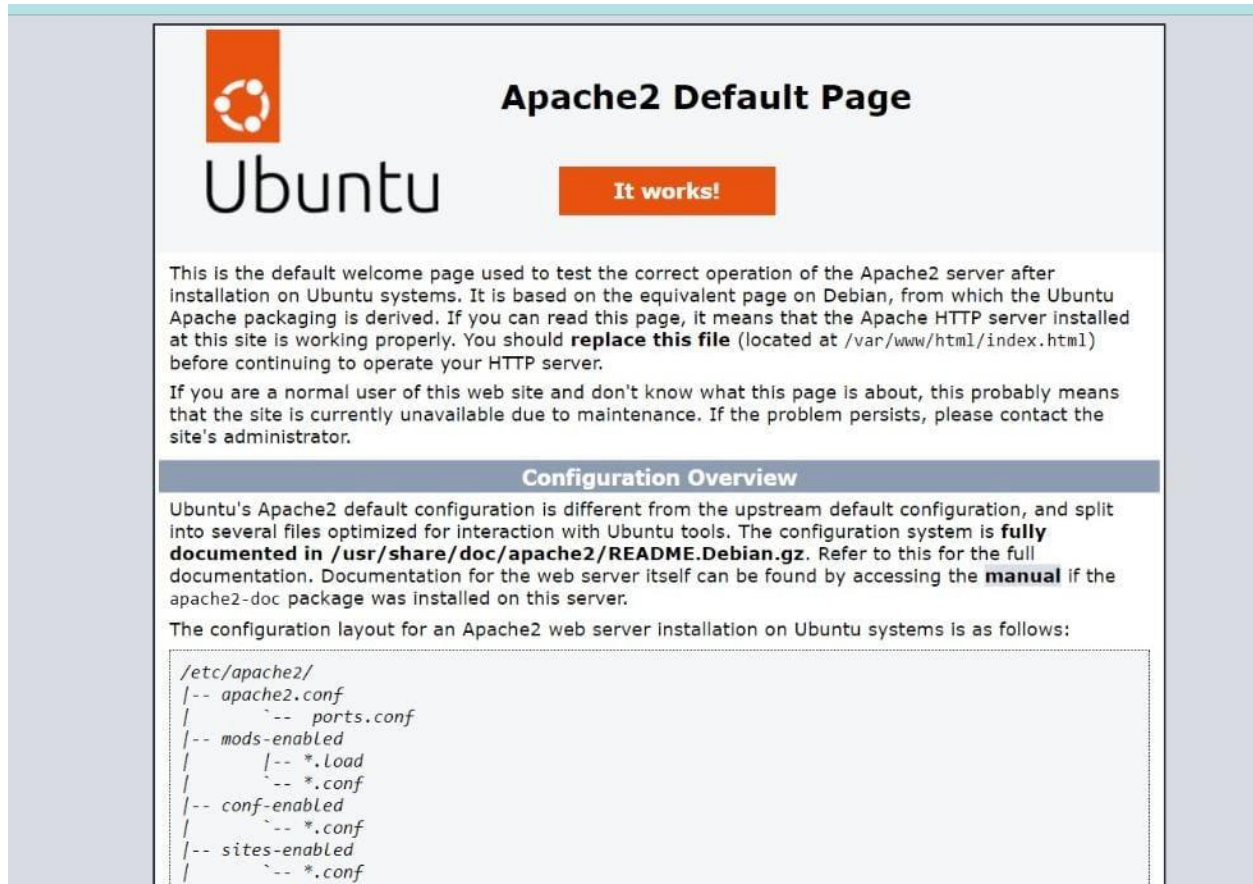 Apache2 Default Page
Ubuntu
It works!
This is the default welcome page used to test the correct operation of the Apache2 server after
installation on Ubuntu systems. It is based on the equivalent page on Debian, from which the Ubuntu
Apache packaging is derived. If you can read this page, it means that the Apache HTTP server installed
at this site is working properly. You should replace this file (located at /var/www/html/index.html)
before continuing to operate your HTTP server.
If you are a normal user of this web site and don't know what this page is about, this probably means
that the site is currently unavailable due to maintenance. If the problem persists, please contact the
site's administrator.
Configuration Overview
Ubuntu's Apache2 default configuration is different from the upstream default configuration, and split
into several files optimized for interaction with Ubuntu tools. The configuration system is fully
documented in /usr/share/doc/apache2/README.Debian.gz. Refer to this for the full
documentation. Documentation for the web server itself can be found by accessing the manual if the
apache2-doc package was installed on this server.
The configuration layout for an Apache2 web server installation on Ubuntu systems is as follows:
/etc/apache2/
|-- apache2.conf
|       `--  ports.conf
|-- mods-enabled
|       |-- *.load
|       `-- *.conf
|-- conf-enabled
|       `-- *.conf
|-- sites-enabled
|       `-- *.conf